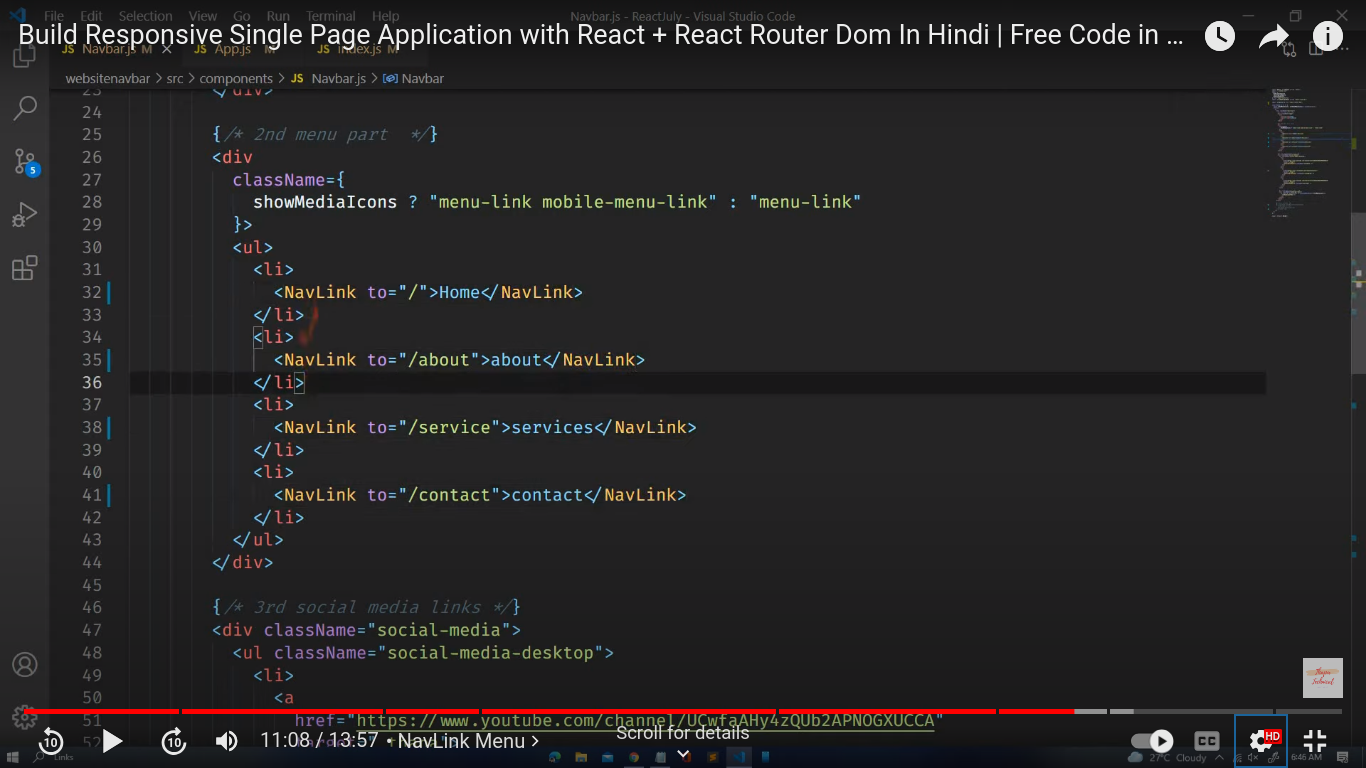 File Edit Selection View Go Run Terminal Help Navbar.js - ReactJuly - Visual Studio Code
Build Responsive Single Page Application with React + React Router Dom In Hindi | Free Code in ...
JS Navbar.js M JS App.js M JS index.js M
websitenavbar > src > components > JS Navbar.js > Navbar
23 </div>
24
25 {/* 2nd menu part */}
26 <div
27 className={
28 showMediaIcons ? "menu-link mobile-menu-link" : "menu-link"
29 }>
30 <ul>
31 <li>
32 <NavLink to="/">Home</NavLink>
33 </li>
34 <li>
35 <NavLink to="/about">about</NavLink>
36 </li>
37 <li>
38 <NavLink to="/service">services</NavLink>
39 </li>
40 <li>
41 <NavLink to="/contact">contact</NavLink>
42 </li>
43 </ul>
44 </div>
45
46 {/* 3rd social media links */}
47 <div className="social-media">
48 <ul className="social-media-desktop">
49 <li>
50 <a
51 href="https://www.youtube.com/channel/UCwfaAHy4zQUb2APNOGXUCCA"
52
5
Thapa Technical
10 10 11:08 / 13:57 • NavLink Menu >
Scroll for details
CC HD
Links 27°C Cloudy 6:46 AM